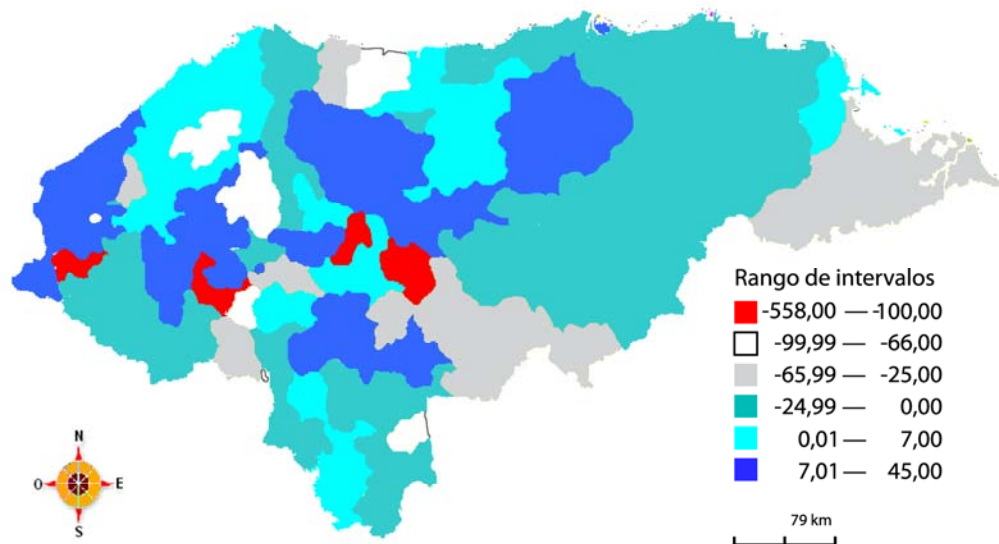 Rango de intervalos
-558,00 — -100,00
-99,99 — -66,00
-65,99 — -25,00
-24,99 — 0,00
0,01 — 7,00
7,01 — 45,00
N
O E
S
79 km